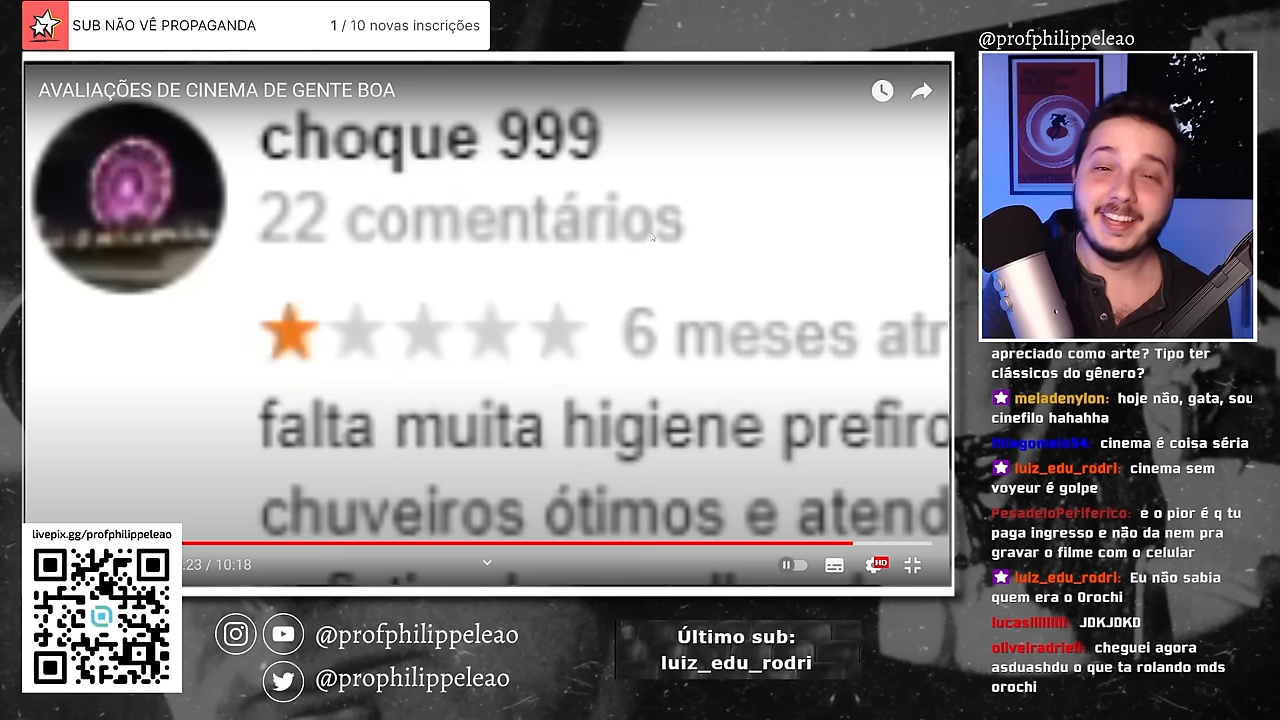 SUB NÃO VÊ PROPAGANDA 1 / 10 novas inscrições
@profphilippeleao
AVALIAÇÕES DE CINEMA DE GENTE BOA
choque 999
22 comentários
6 meses atr
falta muita higiene prefiro
chuveiros ótimos e atend
livepix.gg/profphilippeleao
:23 / 10:18
HD
@profphilippeleao
@prophilippeleao
Último sub:
luiz_edu_rodri
apreciado como arte? Tipo ter
clássicos do gênero?
meladenylon: hoje não, gata, sou
cinefilo hahahha
thiagomelo94: cinema é coisa séria
luiz_edu_rodri: cinema sem
voyeur é golpe
PesadeloPeriferico: e o pior é q tu
paga ingresso e não da nem pra
gravar o filme com o celular
luiz_edu_rodri: Eu não sabia
quem era o Orochi
JDKJDKD
cheguei agora
asduashdu o que ta rolando mds
orochi